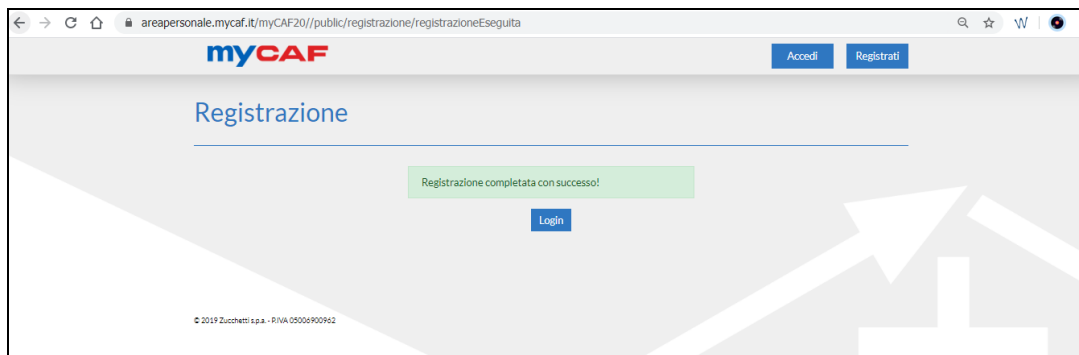 areapersonale.mycaf.it/myCAF20//public/registrazione/registrazioneEseguita
myCAF
Accedi
Registrati
Registrazione
Registrazione completata con successo!
Login
© 2019 Zucchetti s.p.a. - P.IVA 05006900962